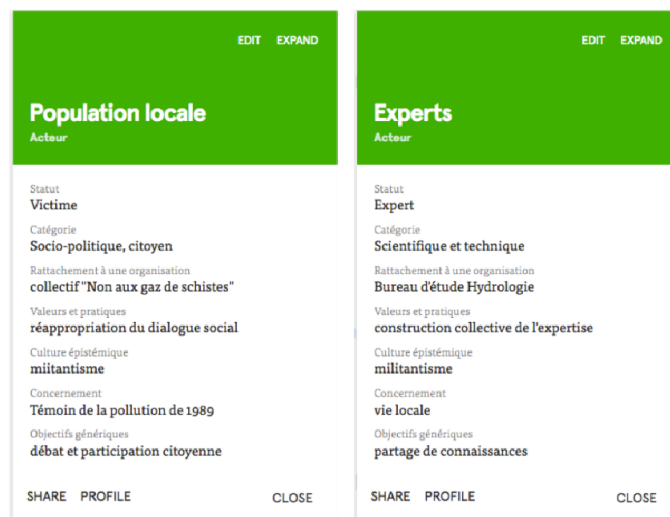 EDIT EXPAND
Population locale
Acteur
Statut
Victime
Catégorie
Socio-politique, citoyen
Rattachement à une organisation
collectif "Non aux gaz de schistes"
Valeurs et pratiques
réappropriation du dialogue social
Culture épistémique
miitantisme
Concernement
Témoin de la pollution de 1989
Objectifs génériques
débat et participation citoyenne
SHARE PROFILE CLOSE
EDIT EXPAND
Experts
Acteur
Statut
Expert
Catégorie
Scientifique et technique
Rattachement à une organisation
Bureau d'étude Hydrologie
Valeurs et pratiques
construction collective de l'expertise
Culture épistémique
militantisme
Concernement
vie locale
Objectifs génériques
partage de connaissances
SHARE PROFILE CLOSE